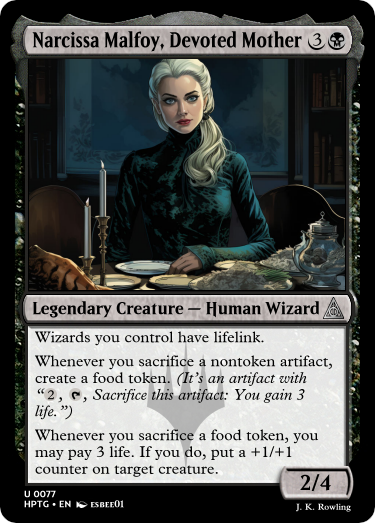 Narcissa Malfoy, Devoted Mother 3
Legendary Creature — Human Wizard
Wizards you control have lifelink.
Whenever you sacrifice a nontoken artifact,
create a food token. (It's an artifact with
“2, , Sacrifice this artifact: You gain 3
life.”)
Whenever you sacrifice a food token, you
may pay 3 life. If you do, put a +1/+1
counter on target creature.
2/4
U 0077
HPTG • EN ESBEE01
J. K. Rowling